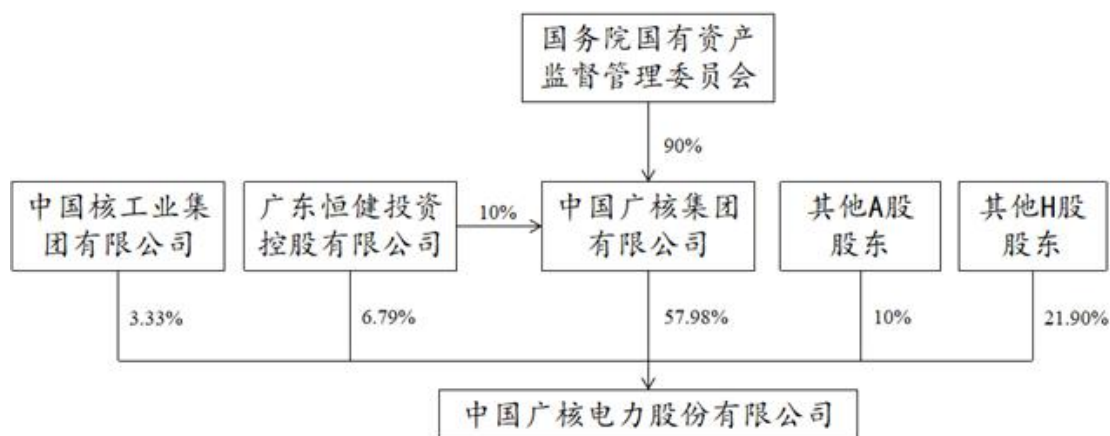 国务院国有资产
监督管理委员会
90%
中国核工业集
团有限公司
广东恒健投资
控股有限公司
10%
中国广核集团
有限公司
其他A股
股东
其他H股
股东
3.33%
6.79%
57.98%
10%
21.90%
中国广核电力股份有限公司